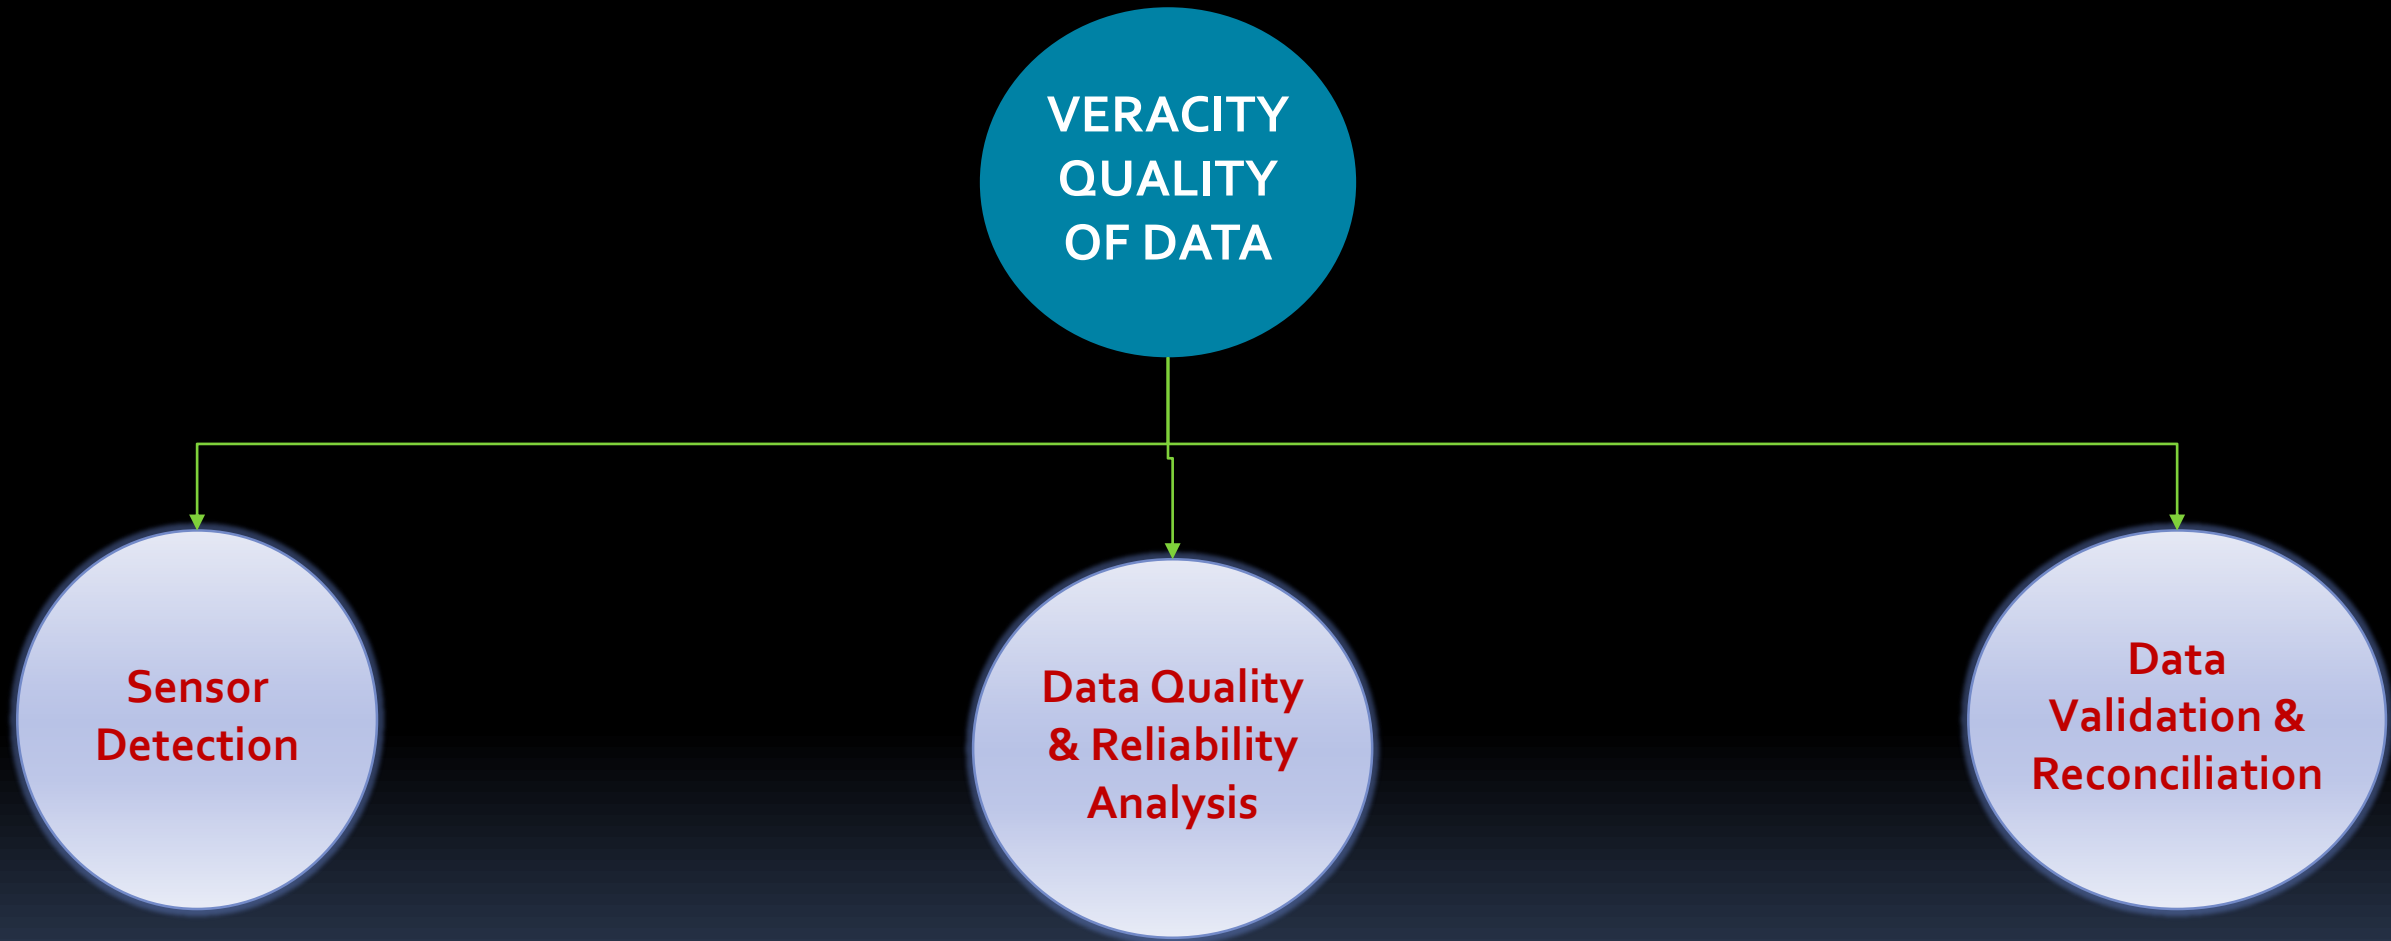 VERACITY
QUALITY
OF DATA
Sensor
Detection
Data Quality
& Reliability
Analysis
Data
Validation &
Reconciliation